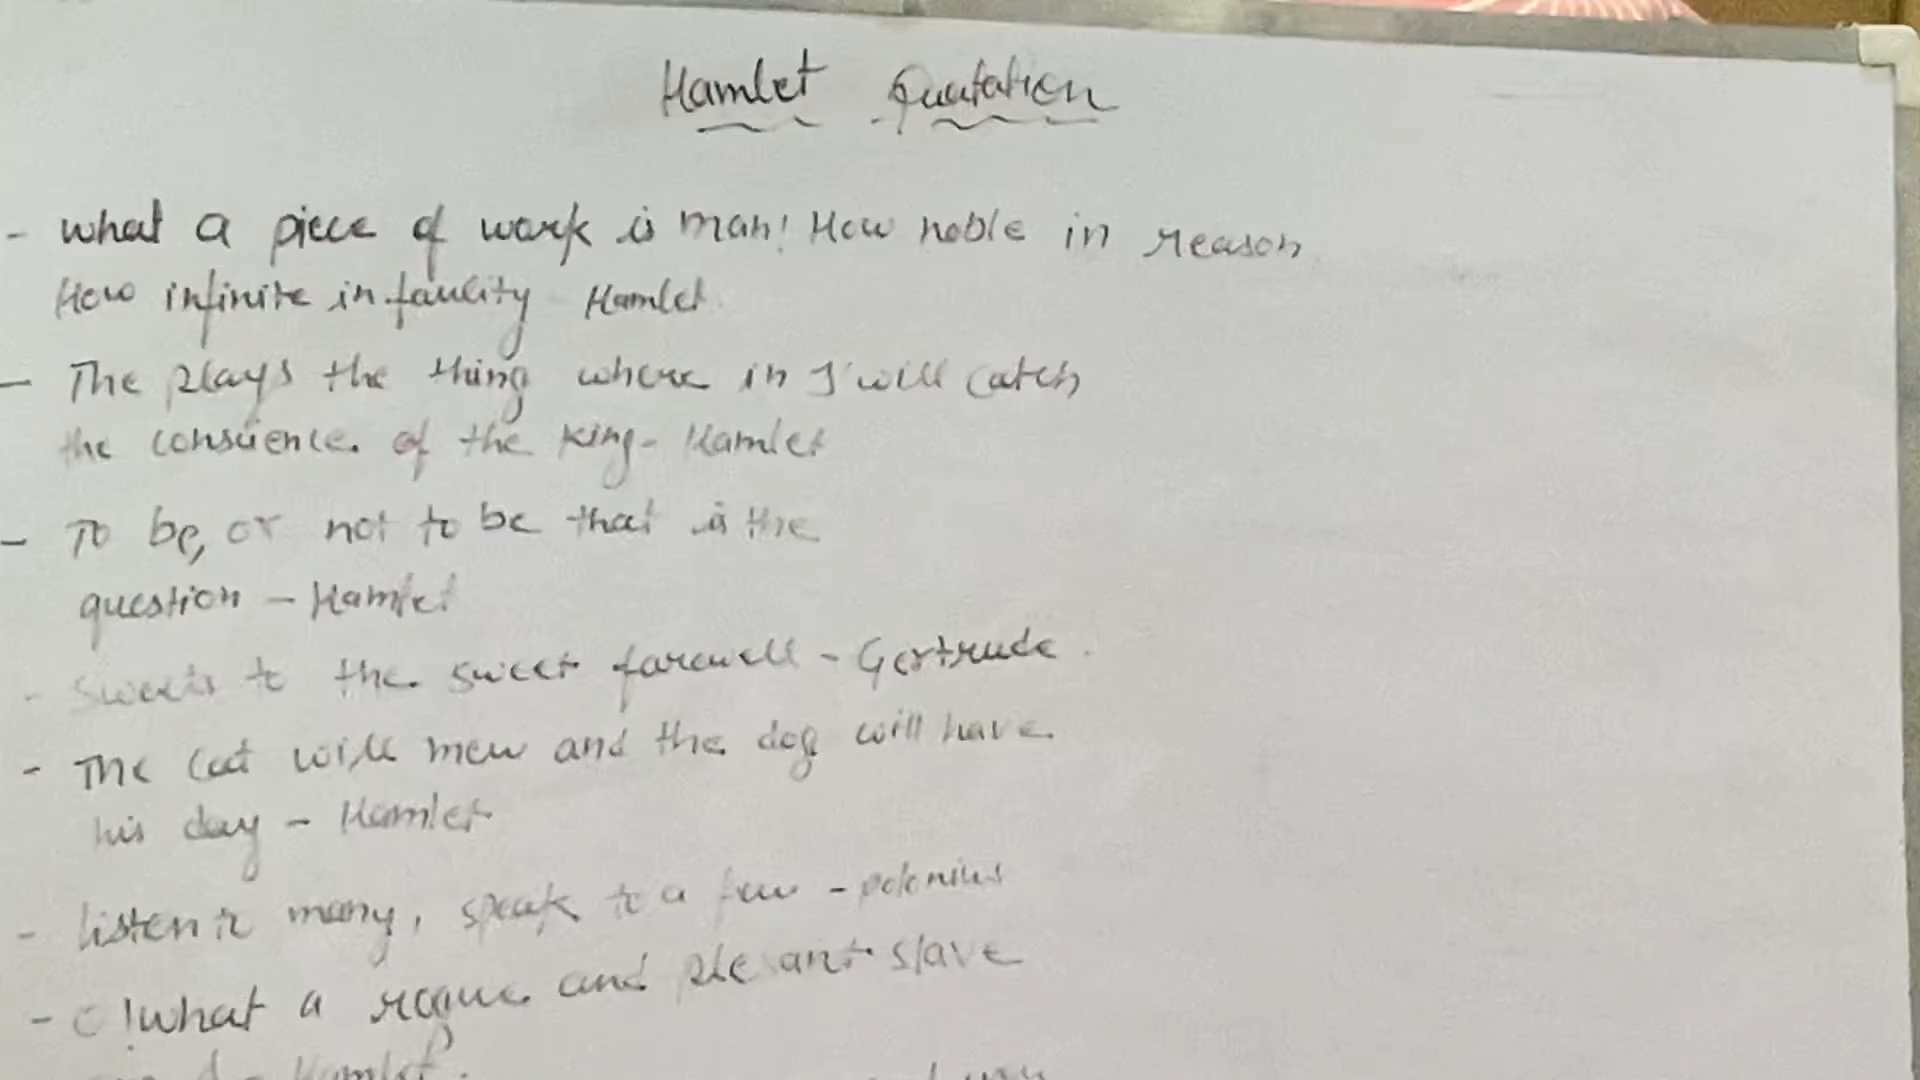 Hamlet Quotation
- what a piece of work is man! How noble in reason
How infinite in faucity Hamlet
- The plays the thing where in I will catch
the conscience of the King - Hamlet
- To be, or not to be that is the
question - Hamlet
- Sweets to the sweet farewell - Gertrude.
- The Cat will mew and the dog will have
his day - Hamlet
- listen to many, speak to a few - polonius
- O! what a rogue and pleasant slave
- Hamlet.